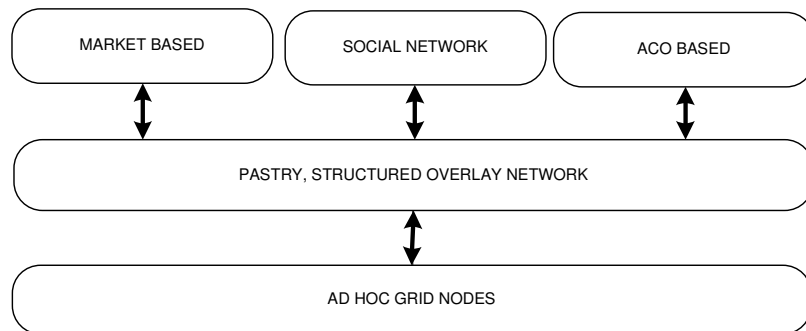 MARKET BASED
SOCIAL NETWORK
ACO BASED
PASTRY, STRUCTURED OVERLAY NETWORK
AD HOC GRID NODES